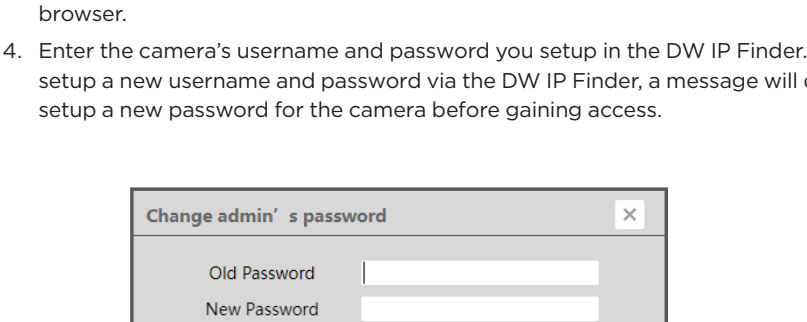 browser.
4. Enter the camera's username and password you setup in the DW IP Finder.
setup a new username and password via the DW IP Finder, a message will
setup a new password for the camera before gaining access.
Change admin’ s password
Old Password
New Password